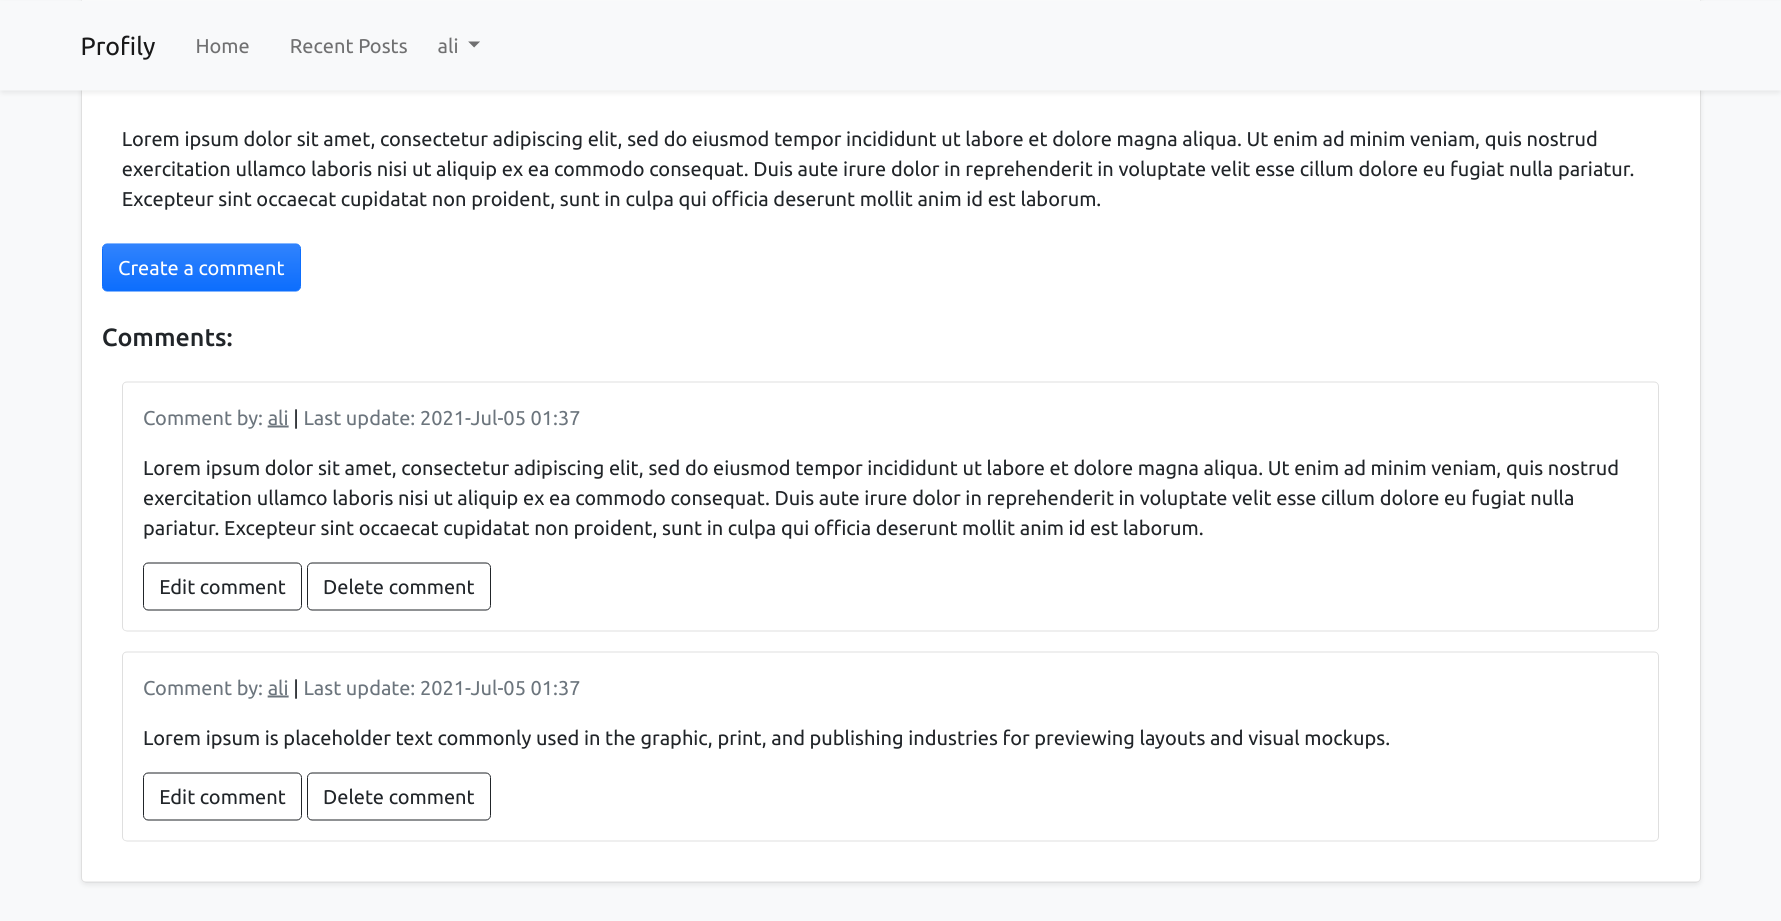 Profily Home Recent Posts ali
Lorem ipsum dolor sit amet, consectetur adipiscing elit, sed do eiusmod tempor incididunt ut labore et dolore magna aliqua. Ut enim ad minim veniam, quis nostrud
exercitation ullamco laboris nisi ut aliquip ex ea commodo consequat. Duis aute irure dolor in reprehenderit in voluptate velit esse cillum dolore eu fugiat nulla pariatur.
Excepteur sint occaecat cupidatat non proident, sunt in culpa qui officia deserunt mollit anim id est laborum.
Create a comment
Comments:
Comment by: ali | Last update: 2021-Jul-05 01:37
Lorem ipsum dolor sit amet, consectetur adipiscing elit, sed do eiusmod tempor incididunt ut labore et dolore magna aliqua. Ut enim ad minim veniam, quis nostrud
exercitation ullamco laboris nisi ut aliquip ex ea commodo consequat. Duis aute irure dolor in reprehenderit in voluptate velit esse cillum dolore eu fugiat nulla
pariatur. Excepteur sint occaecat cupidatat non proident, sunt in culpa qui officia deserunt mollit anim id est laborum.
Edit comment Delete comment
Comment by: ali | Last update: 2021-Jul-05 01:37
Lorem ipsum is placeholder text commonly used in the graphic, print, and publishing industries for previewing layouts and visual mockups.
Edit comment Delete comment